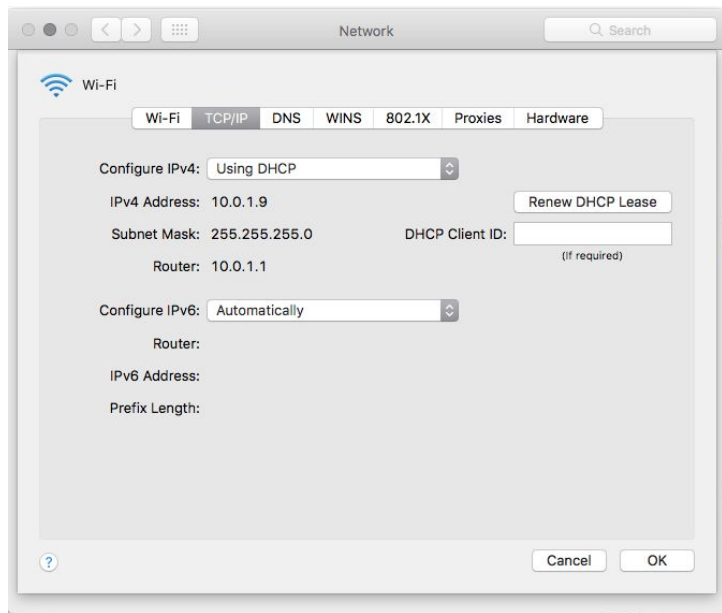 Network
Search
Wi-Fi
Wi-Fi TCP/IP DNS WINS 802.1X Proxies Hardware
Configure IPv4: Using DHCP
IPv4 Address: 10.0.1.9 Renew DHCP Lease
Subnet Mask: 255.255.255.0 DHCP Client ID:
(If required)
Router: 10.0.1.1
Configure IPv6: Automatically
Router:
IPv6 Address:
Prefix Length:
? Cancel OK